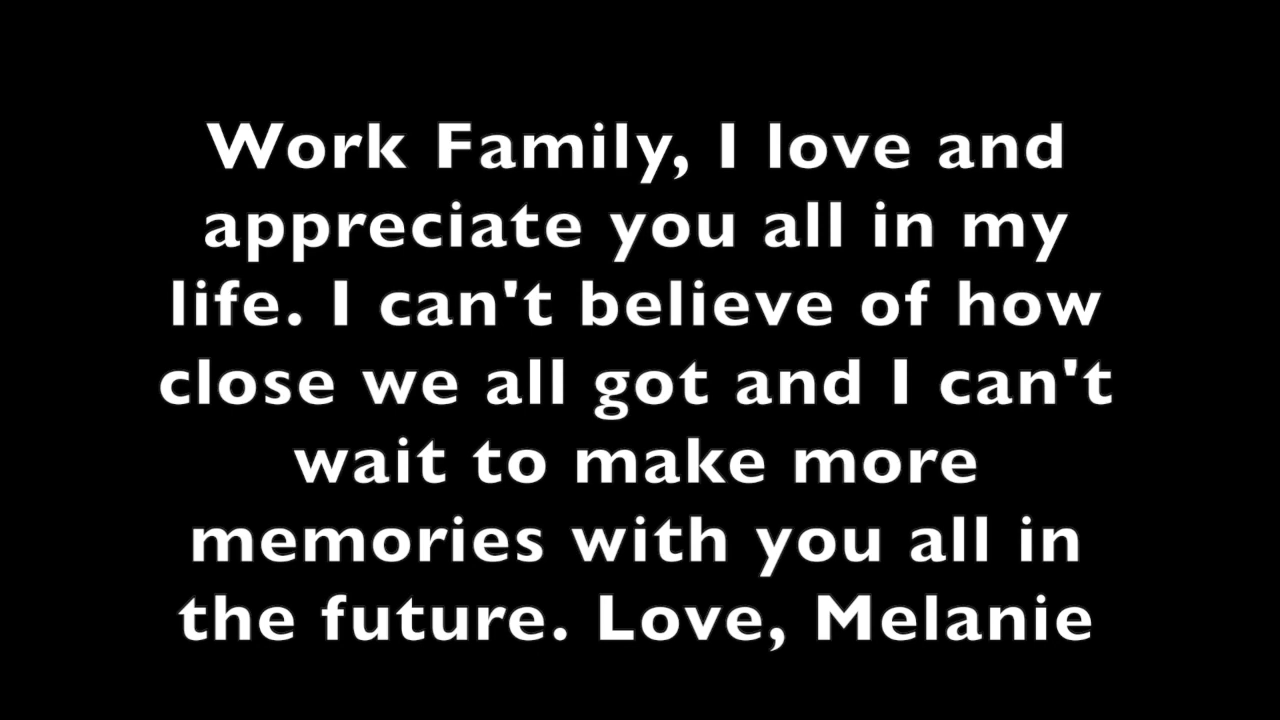 Work Family, I love and
appreciate you all in my
life. I can't believe of how
close we all got and I can't
wait to make more
memories with you all in
the future. Love, Melanie